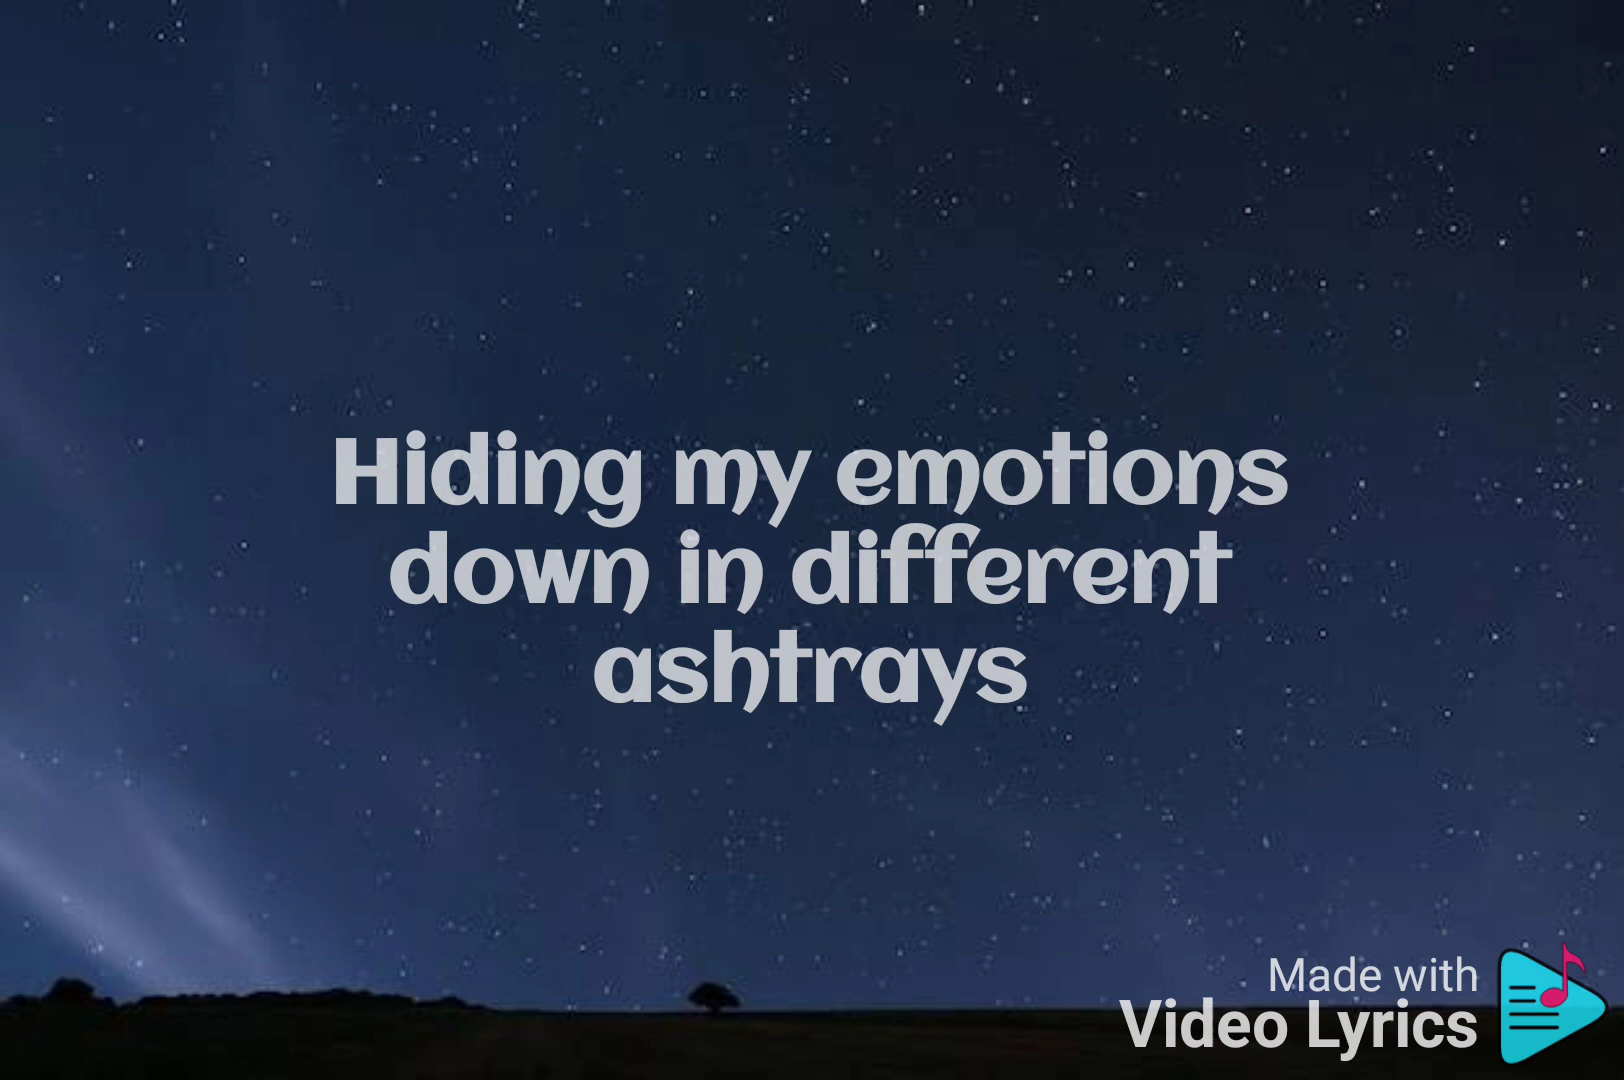 Hiding my emotions
down in different
ashtrays
Made with
Video Lyrics